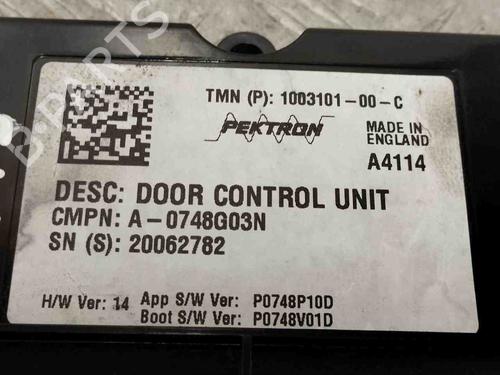 TMN (P): 1003101-00-C
PEKTRON
MADE IN
ENGLAND
A4114
DESC: DOOR CONTROL UNIT
CMPN: A-0748G03N
SN (S): 20062782
H/W Ver: 14 App S/W Ver: P0748P10D
Boot S/W Ver: P0748V01D
B-PARTS